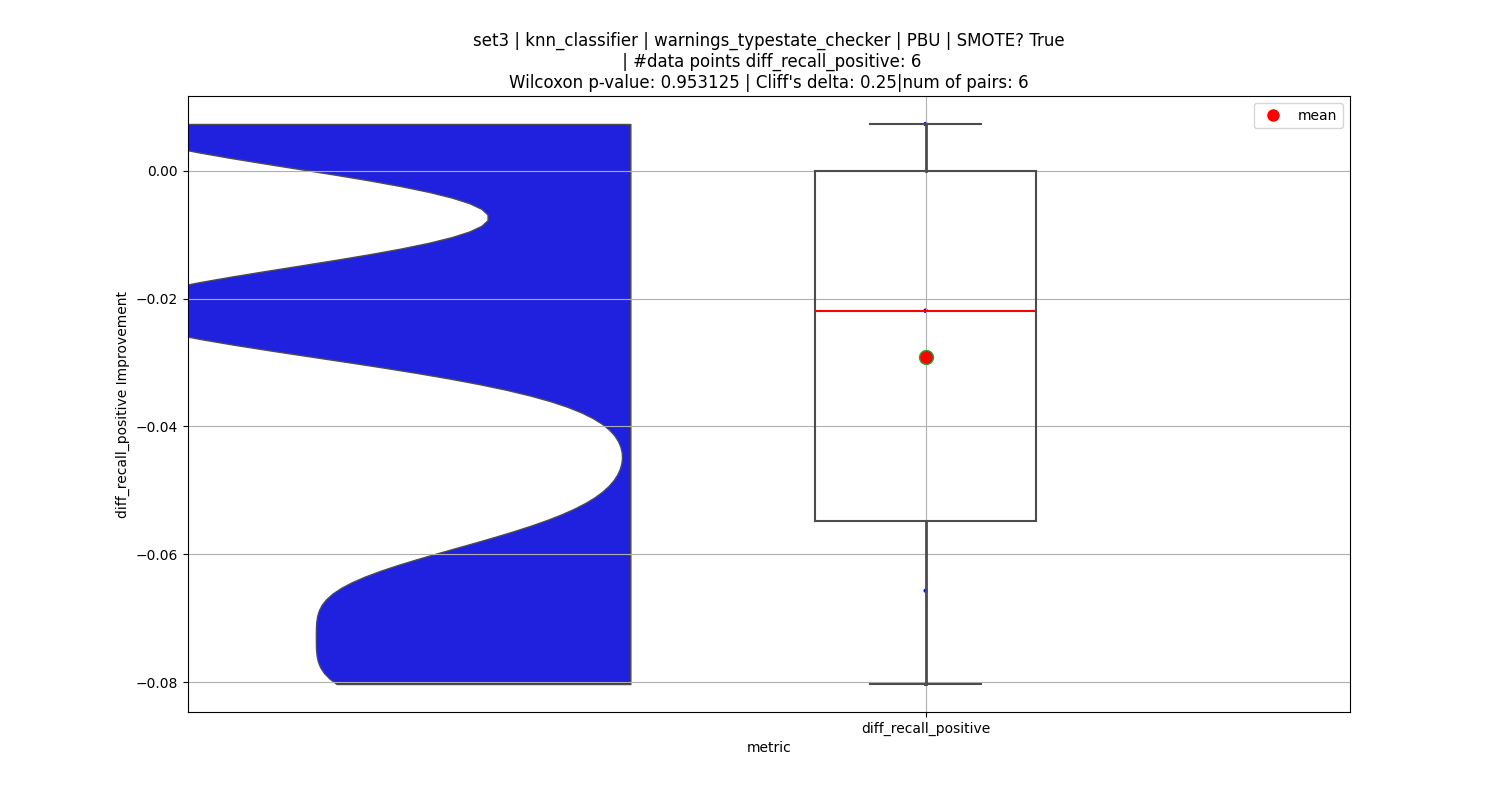 set3 | knn_classifier | warnings_typestate_checker | PBU | SMOTE? True
| #data points diff_recall_positive: 6
Wilcoxon p-value: 0.953125 | Cliff's delta: 0.25|num of pairs: 6
mean
0.00
−0.02
−0.04
−0.06
−0.08
diff_recall_positive Improvement
diff_recall_positive
metric